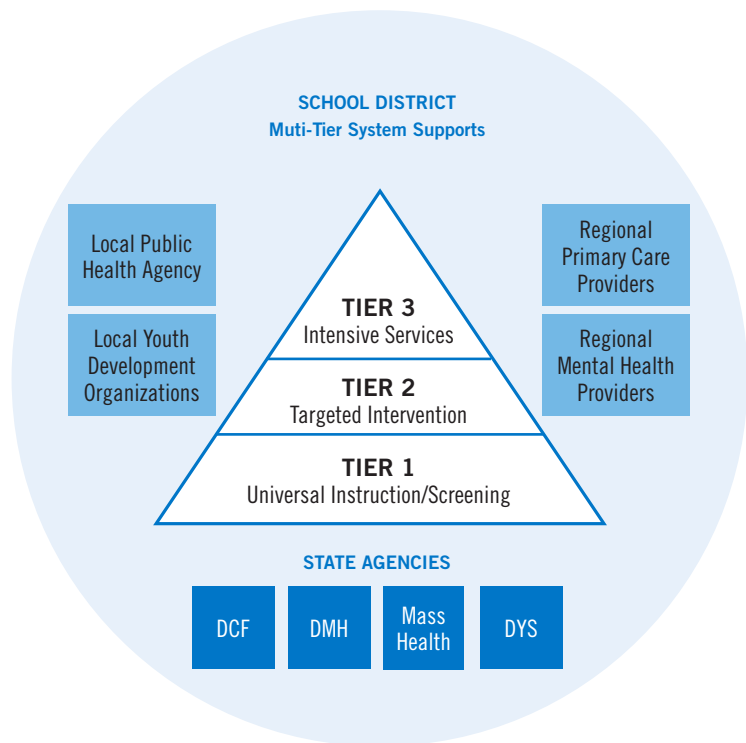 SCHOOL DISTRICT
Muti-Tier System Supports
Local Public
Health Agency
Local Youth
Development
Organizations
TIER 3
Intensive Services
TIER 2
Targeted Intervention
TIER 1
Universal Instruction/Screening
Regional
Primary Care
Providers
Regional
Mental Health
Providers
STATE AGENCIES
DCF
DMH
Mass
Health
DYS